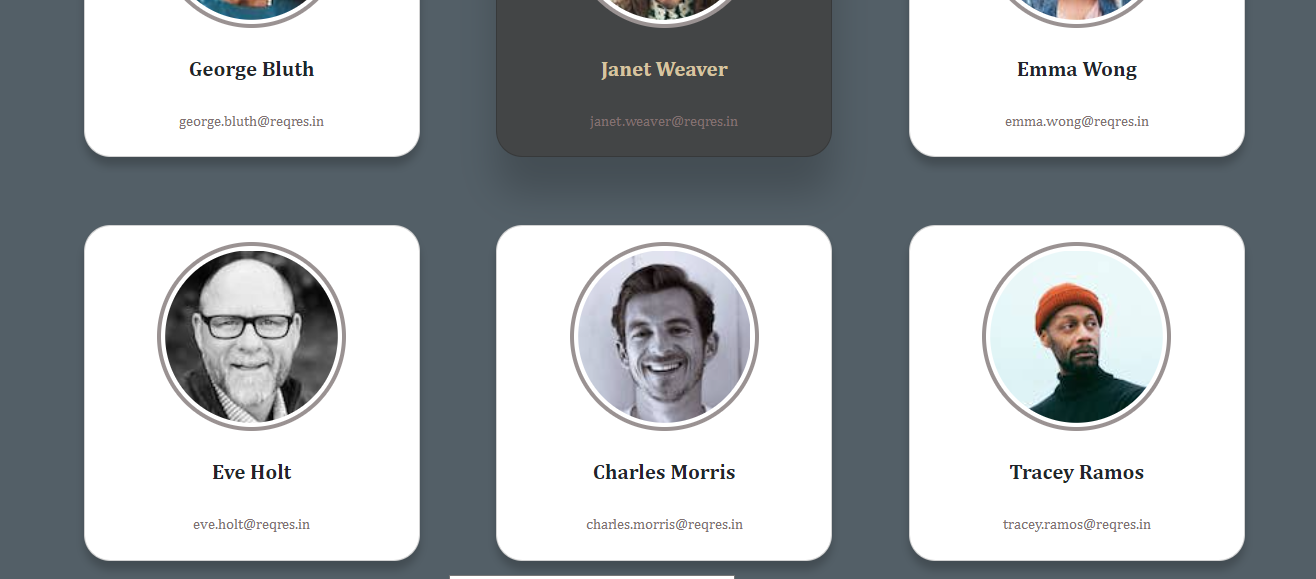 George Bluth
Janet Weaver
Emma Wong
george.bluth@reqres.in
janet.weaver@reqres.in
emma.wong@reqres.in
Eve Holt
Charles Morris
Tracey Ramos
eve.holt@reqres.in
charles.morris@reqres.in
tracey.ramos@reqres.in